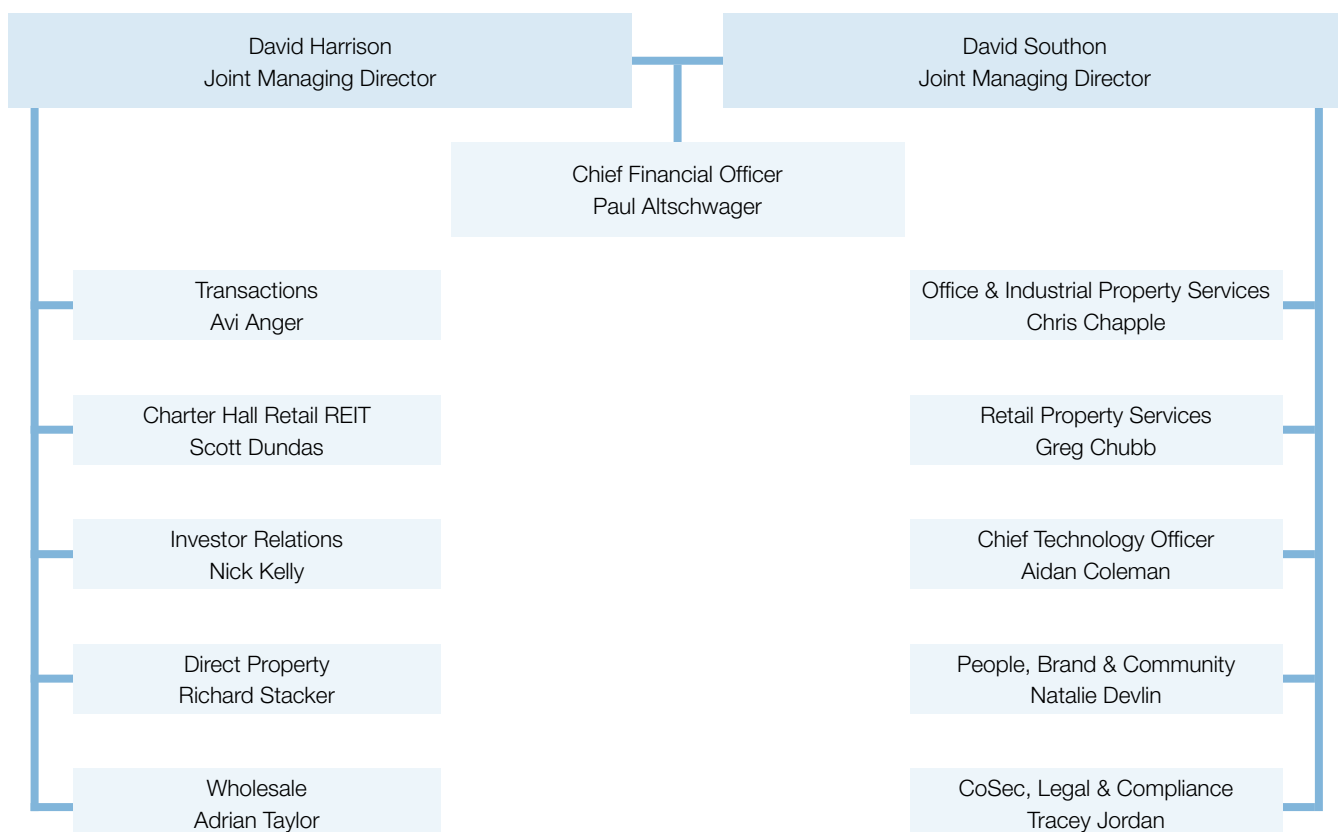 David Harrison
Joint Managing Director
David Southon
Joint Managing Director
Chief Financial Officer
Paul Altschwager
Transactions
Avi Anger
Office & Industrial Property Services
Chris Chapple
Charter Hall Retail REIT
Scott Dundas
Retail Property Services
Greg Chubb
Investor Relations
Nick Kelly
Chief Technology Officer
Aidan Coleman
Direct Property
Richard Stacker
People, Brand & Community
Natalie Devlin
Wholesale
Adrian Taylor
CoSec, Legal & Compliance
Tracey Jordan